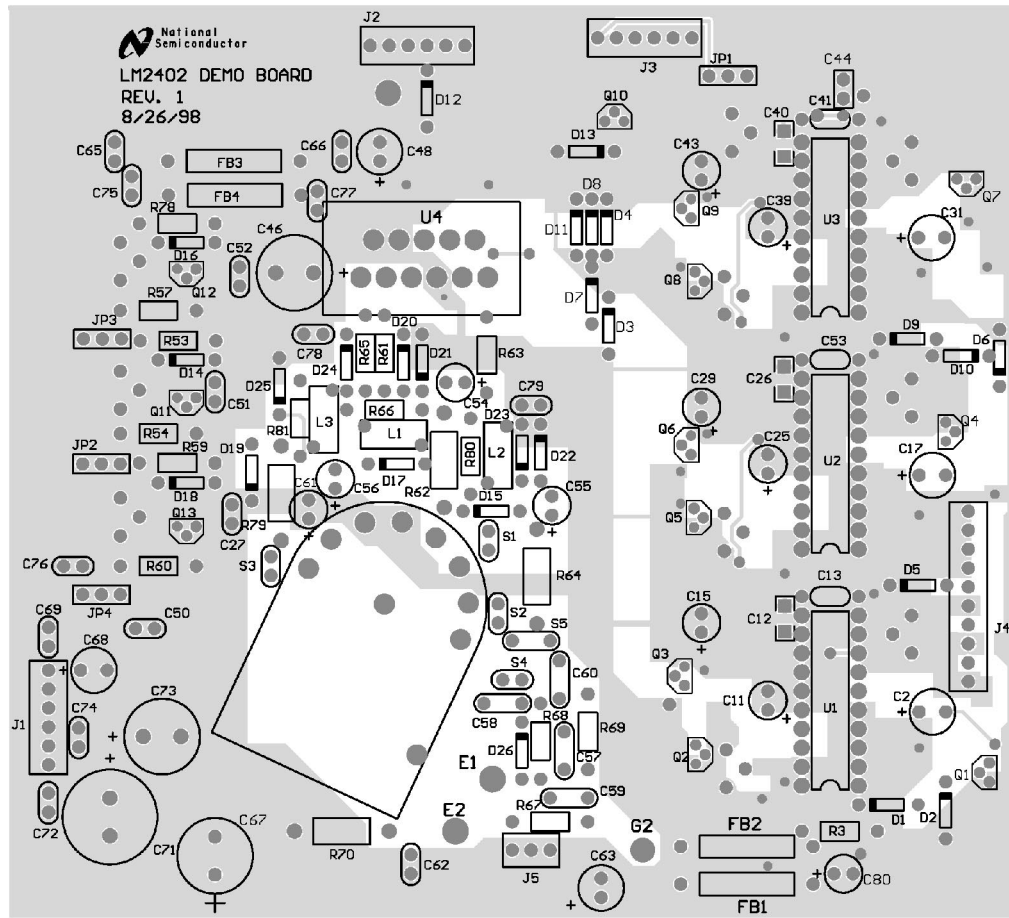 National
Semiconductor
LM2402 DEMO BOARD
REV. 1
8/26/98
J2
J3
JP1
C44
D12
Q10
C41
C40
D13
C66
C48
C65
FB3
C43
C75
FB4
C77
D8
Q7
R78
U4
D4
Q9
C39
U3
C31
C46
D11
D16
C52
Q12
Q8
R57
D7
D3
JP3
R53
C78
D20
R65
R61
D21
R63
D9
D6
D14
D24
D10
C53
C26
D25
C54
C79
C29
Q11
C51
R66
D23
L3
R81
L1
Q6
Q4
R54
R59
D19
R80
L2
D22
C25
U2
C17
JP2
D17
R62
D18
C61
C56
D15
C55
Q13
C27
R79
S1
Q5
C76
R60
S3
R64
D5
C13
JP4
C69
C50
S2
C15
C12
J4
S5
C68
Q3
S4
C60
C73
C74
J1
C58
C11
U1
C2
R68
R69
D26
C57
Q2
E1
Q1
C59
C72
C71
C67
E2
R67
G2
FB2
R3
D1
D2
R70
C62
J5
C63
FB1
C80